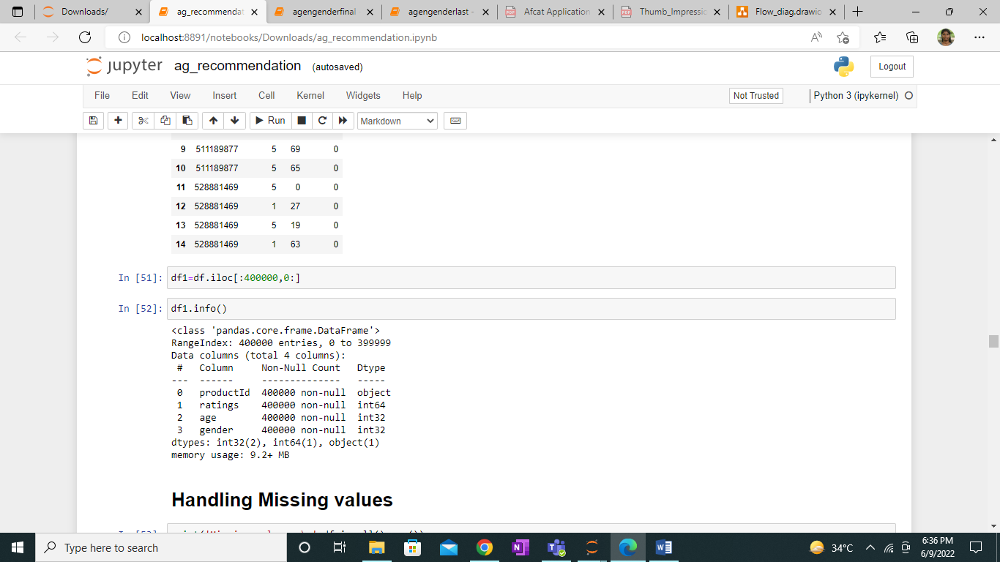 Downloads/
ag_recommendat
agengenderfinal -
agengenderlast -
Afcat Application
Thumb_Impressic
Flow_diag.drawio
localhost:8891/notebooks/Downloads/ag_recommendation.ipynb
jupyter ag_recommendation (autosaved)
Logout
File Edit View Insert Cell Kernel Widgets Help
Not Trusted
Python 3 (ipykernel)
Run
Markdown
9 511189877 5 69 0
10 511189877 5 65 0
11 528881469 5 0 0
12 528881469 1 27 0
13 528881469 5 19 0
14 528881469 1 63 0
In [51]: df1=df.iloc[:400000,0:]
In [52]: df1.info()
<class 'pandas.core.frame.DataFrame'>
RangeIndex: 400000 entries, 0 to 399999
Data columns (total 4 columns):
# Column Non-Null Count Dtype
--- ------ -------------- -----
0 productId 400000 non-null object
1 ratings 400000 non-null int64
2 age 400000 non-null int32
3 gender 400000 non-null int32
dtypes: int32(2), int64(1), object(1)
memory usage: 9.2+ MB
Handling Missing values
Type here to search
34°C
6:36 PM
6/9/2022